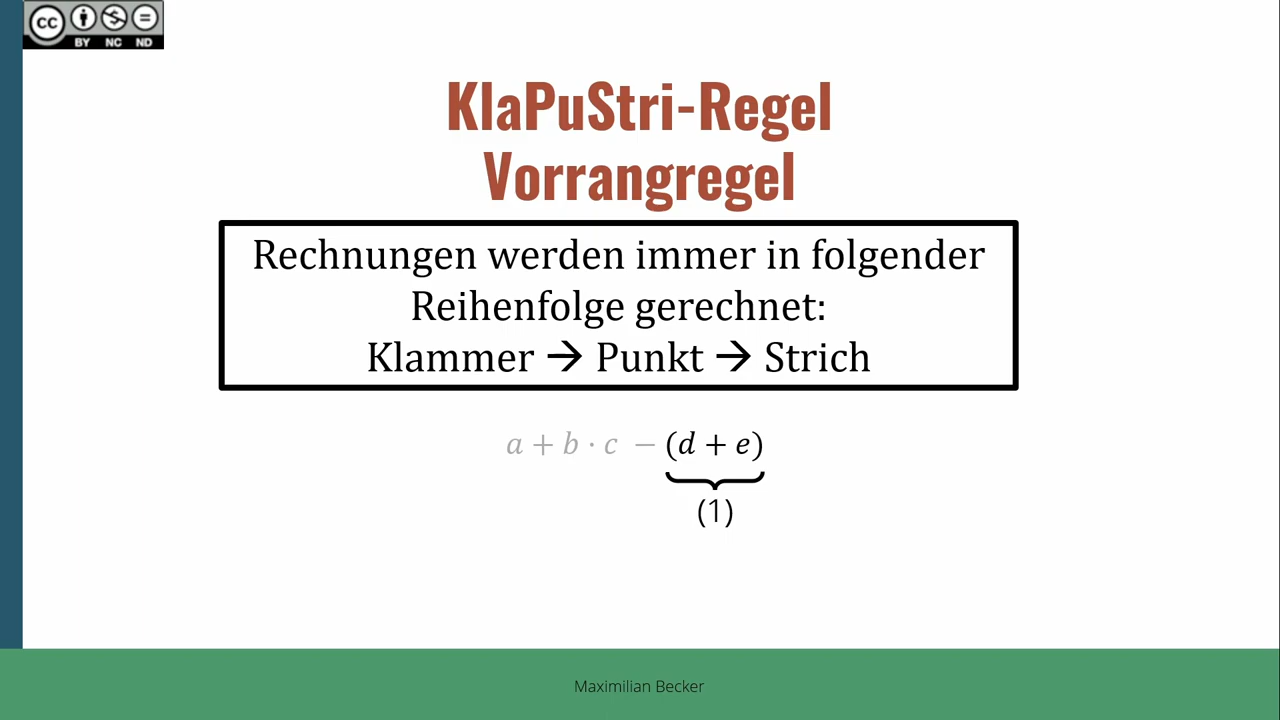 cc
BY NC ND
KlaPuStri-Regel
Vorrangregel
Rechnungen werden immer in folgender
Reihenfolge gerechnet:
Klammer → Punkt → Strich
a + b · c − (d + e)
(1)
Maximilian Becker